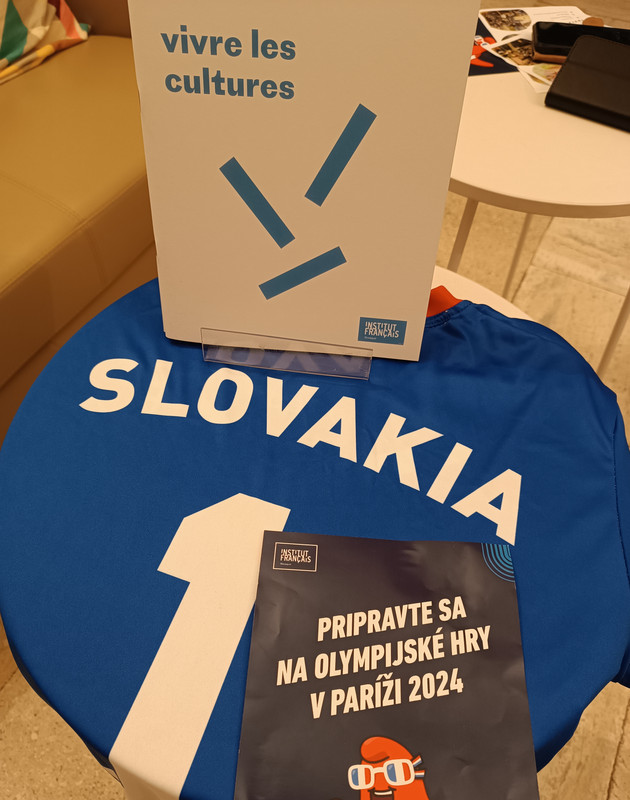 vivre les
cultures
INSTITUT
FRANÇAIS
SLOVAKIA
1
INSTITUT
FRANÇAIS
PRIPRAVTE SA
NA OLYMPIJSKÉ HRY
V PARÍŽI 2024